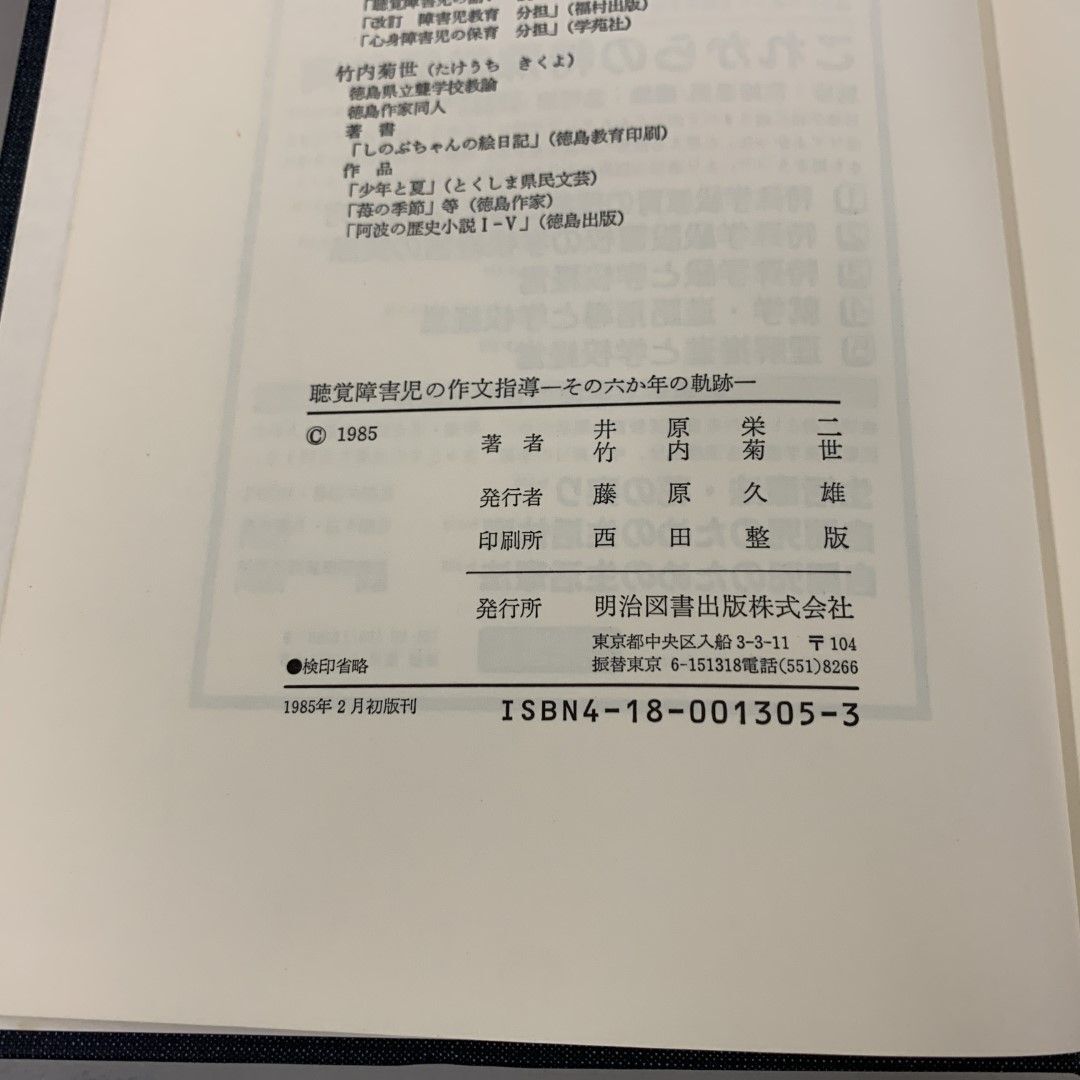 「聴覚障害児の
「改訂 障害児教育 分担」(福村出版)
「心身障害児の保育 分担」(学苑社)
竹内菊世(たけうち きくよ)
徳島県立聾学校教諭
徳島作家同人
著 書
「しのぶちゃんの絵日記」(徳島教育印刷)
作 品
「少年と夏」(とくしま県民文芸)
「苺の季節」等(徳島作家)
「阿波の歴史小説Ⅰ-Ⅴ」(徳島出版)
聴覚障害児の作文指導―その六か年の軌跡―
© 1985
著 者 井 原 栄 二
竹 内 菊 世
発行者 藤 原 久 雄
印刷所 西 田 整 版
発行所 明治図書出版株式会社
東京都中央区入船3-3-11 〒104
●検印省略 振替東京 6-151318電話(551)8266
1985年2月初版刊 ISBN4-18-001305-3